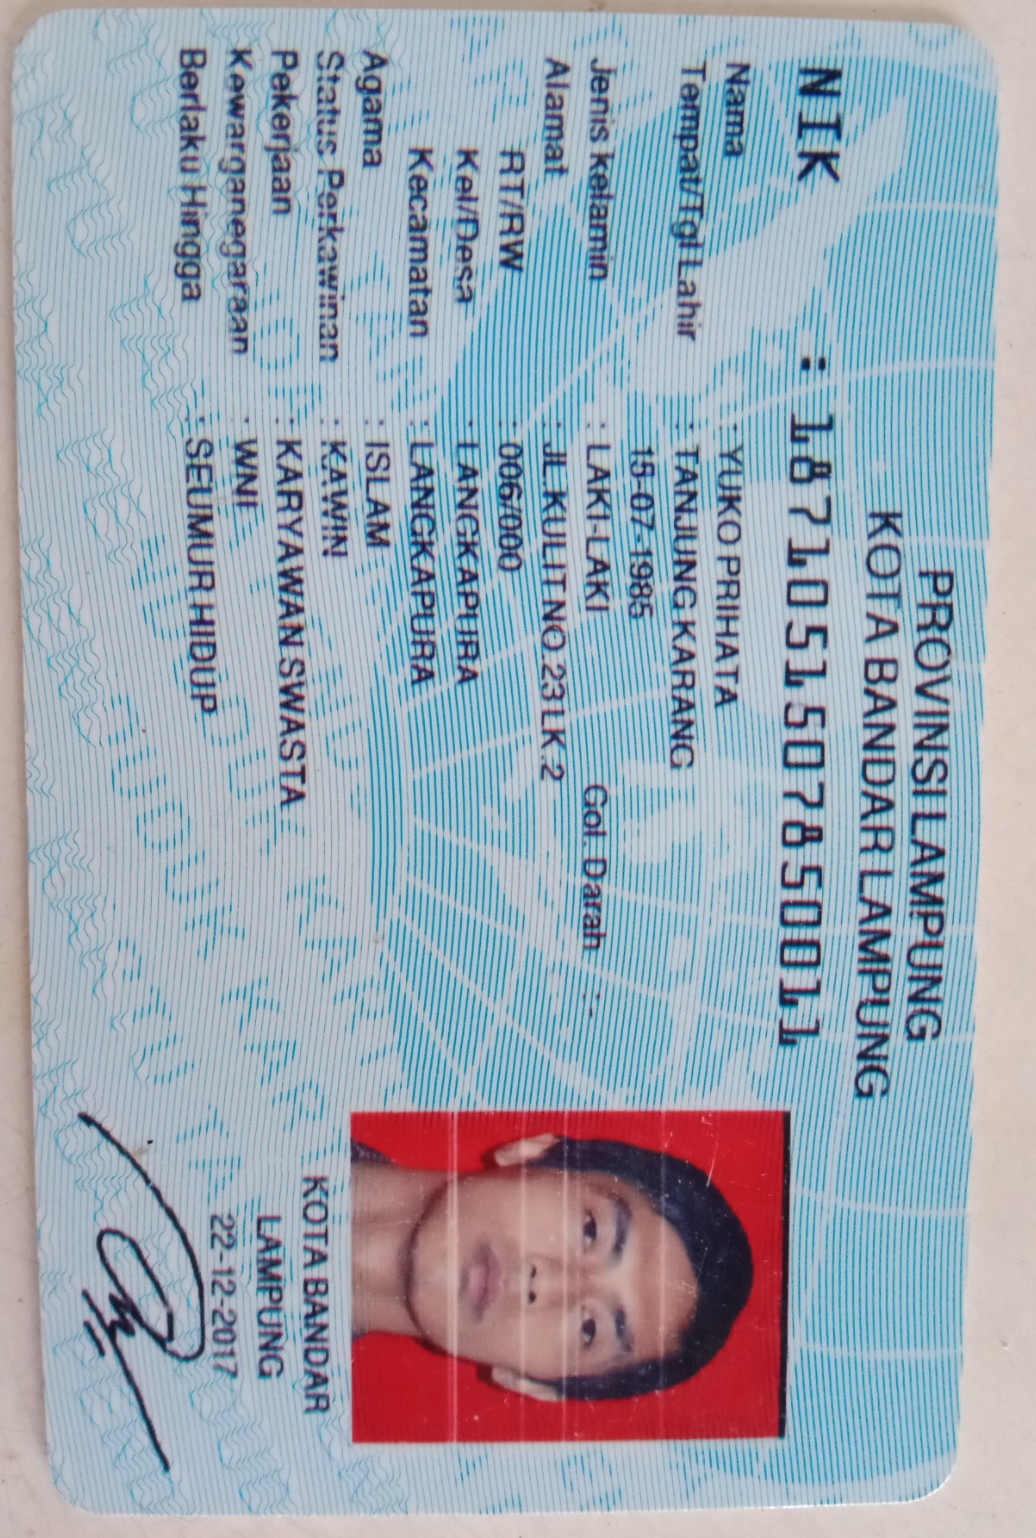 PROVINSI LAMPUNG
KOTA BANDAR LAMPUNG
NIK : 1871051507850011
Nama : YUKO PRIHATA
Tempat/Tgl Lahir : TANJUNG KARANG
15-07-1985
Jenis kelamin : LAKI-LAKI Gol. Darah : -
Alamat : JL.KULIT NO.23 LK.2
RT/RW : 006/000
Kel/Desa : LANGKAPURA
Kecamatan : LANGKAPURA
Agama : ISLAM
Status Perkawinan : KAWIN
Pekerjaan : KARYAWAN SWASTA
Kewarganegaraan : WNI
Berlaku Hingga : SEUMUR HIDUP
KOTA BANDAR
LAMPUNG
22-12-2017